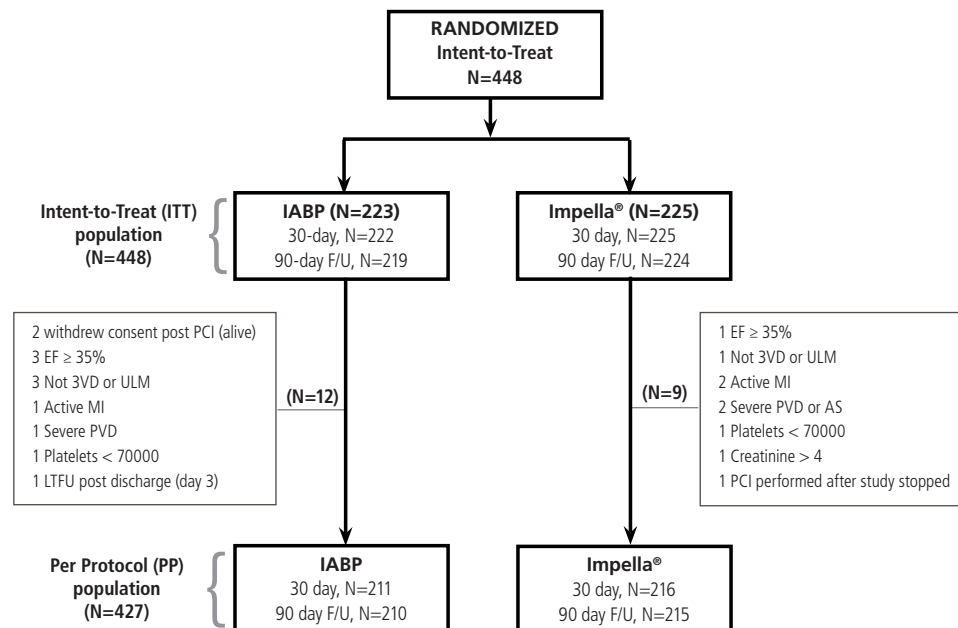 RANDOMIZED
Intent-to-Treat
N=448
Intent-to-Treat (ITT)
population
(N=448)
IABP (N=223)
30-day, N=222
90-day F/U, N=219
Impella® (N=225)
30 day, N=225
90 day F/U, N=224
2 withdrew consent post PCI (alive)
3 EF ≥ 35%
3 Not 3VD or ULM
1 Active MI
1 Severe PVD
1 Platelets < 70000
1 LTFU post discharge (day 3)
(N=12)
(N=9)
1 EF ≥ 35%
1 Not 3VD or ULM
2 Active MI
2 Severe PVD or AS
1 Platelets < 70000
1 Creatinine > 4
1 PCI performed after study stopped
Per Protocol (PP)
population
(N=427)
IABP
30 day, N=211
90 day F/U, N=210
Impella®
30 day, N=216
90 day F/U, N=215